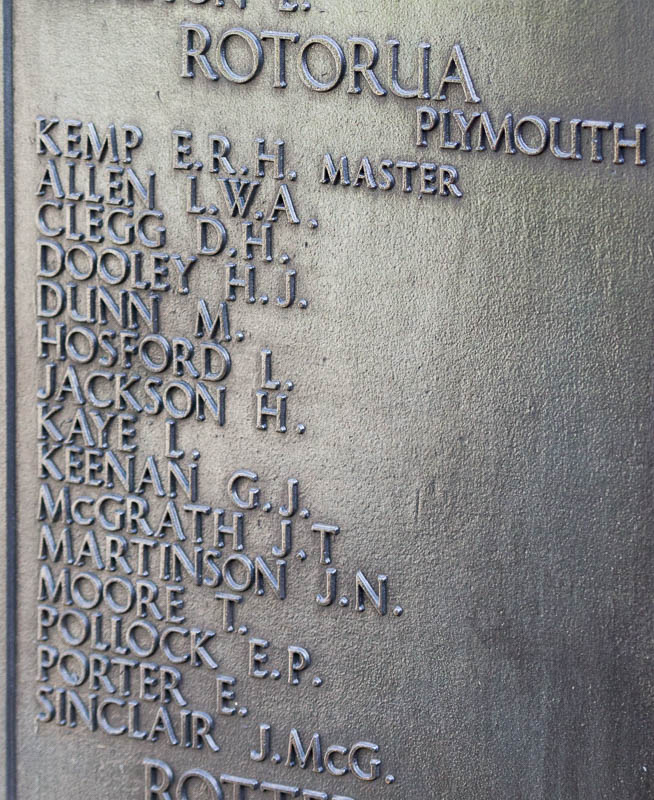 ROTORUA
PLYMOUTH
KEMP E.R.H. MASTER
ALLEN L.W.A.
CLEGG D.H.
DOOLEY H.J.
DUNN M.
HOSFORD L.
JACKSON H.
KAYE L.
KEENAN G.J.
McGRATH J.T
MARTINSON J.N.
MOORE T.
POLLOCK E.P.
PORTER E.
SINCLAIR J.McG.